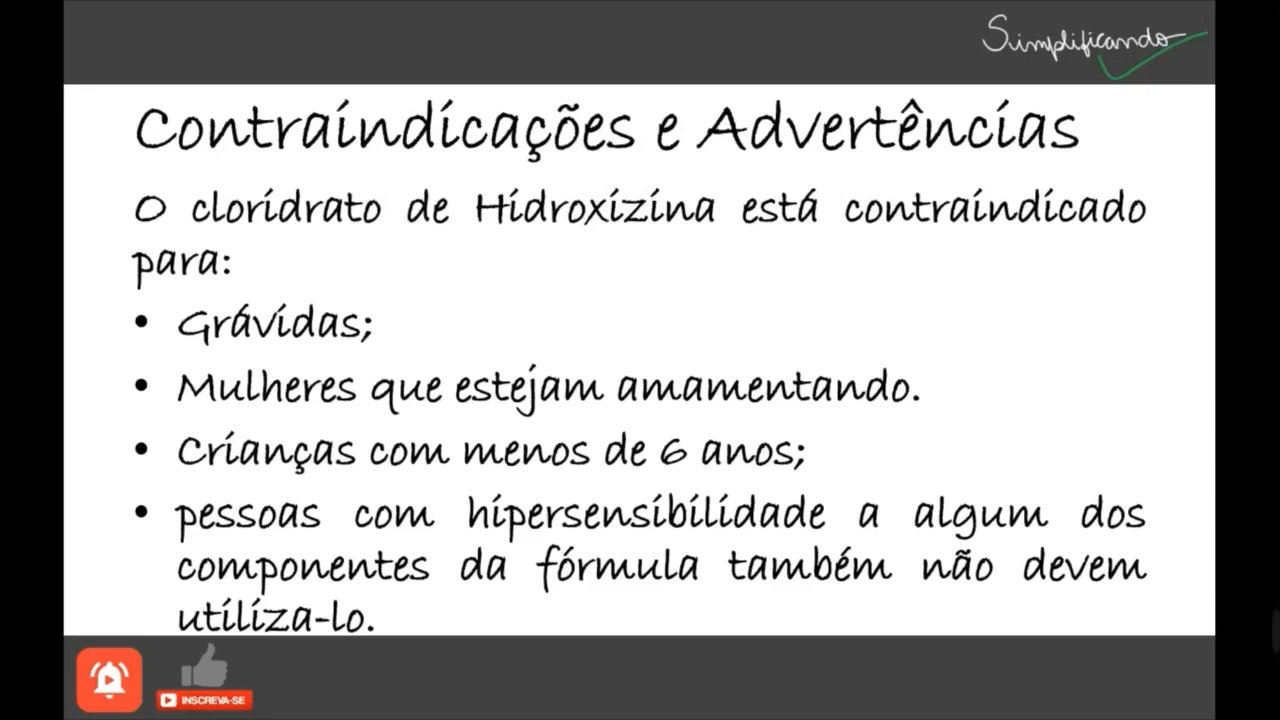 Simplificando
Contraindicações e Advertências
O cloridrato de Hidroxizina está contraindicado
para:
• Grávidas;
• Mulheres que estejam amamentando.
• Crianças com menos de 6 anos;
• pessoas com hipersensibilidade a algum dos
componentes da fórmula também não devem
utiliza-lo.
INSCREVA-SE